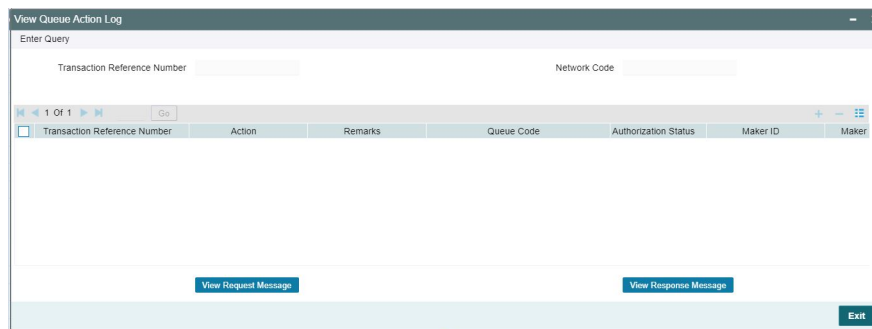 View Queue Action Log
Enter Query
Transaction Reference Number
Network Code
1 Of 1
Go
Transaction Reference Number Action Remarks Queue Code Authorization Status Maker ID Maker
View Request Message
View Response Message
Exit